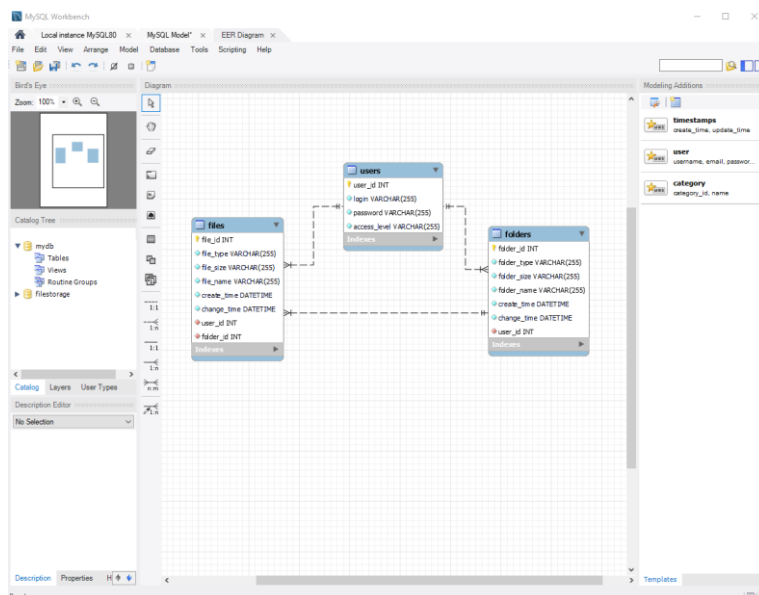 MySQL Workbench
Local instance MySQL80 × MySQL Model* × EER Diagram ×
File Edit View Arrange Model Database Tools Scripting Help
Bird's Eye
Zoom: 100%
Diagram
Modeling Additions
timestamps
create_time, update_time
user
username, email, passwor...
category
category_id, name
Catalog Tree
mydb
Tables
Views
Routine Groups
filestorage
Catalog Layers User Types
Description Editor
No Selection
Description Properties H
1:1
1:n
1:1
1:n
n:m
1:n
users
user_id INT
login VARCHAR(255)
password VARCHAR(255)
access_level VARCHAR(255)
Indexes
files
file_id INT
file_type VARCHAR(255)
file_size VARCHAR(255)
file_name VARCHAR(255)
create_time DATETIME
change_time DATETIME
user_id INT
folder_id INT
Indexes
folders
folder_id INT
folder_type VARCHAR(255)
folder_size VARCHAR(255)
folder_name VARCHAR(255)
create_time DATETIME
change_time DATETIME
user_id INT
Indexes
Templates